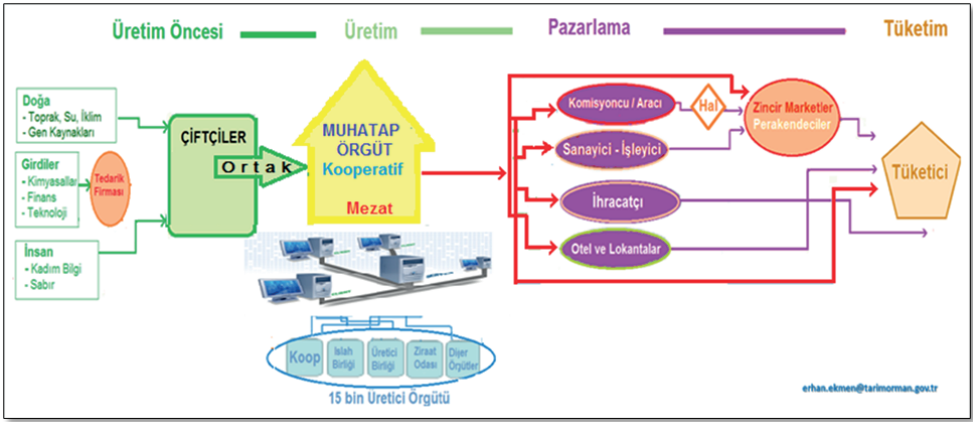 Üretim Öncesi
Üretim
Pazarlama
Tüketim
Doğa
- Toprak, Su, İklim
- Gen Kaynakları
Girdiler
- Kimyasallar
- Finans
- Teknoloji
Tedarik
Firması
İnsan
- Kadım Bilgi
- Sabır
ÇİFTÇİLER
Ortak
MUHATAP
ÖRGÜT
Kooperatif
Mezat
Komisyoncu / Aracı
Hal
Sanayici - İşleyici
İhracatçı
Otel ve Lokantalar
Zincir Marketler
Perakendeciler
Tüketici
Koop
Islah
Birliği
Üretici
Birliği
Ziraat
Odası
Diyer
Örgütler
15 bin Uretici Örgütü
erhan.ekmen@tarimorman.gov.tr